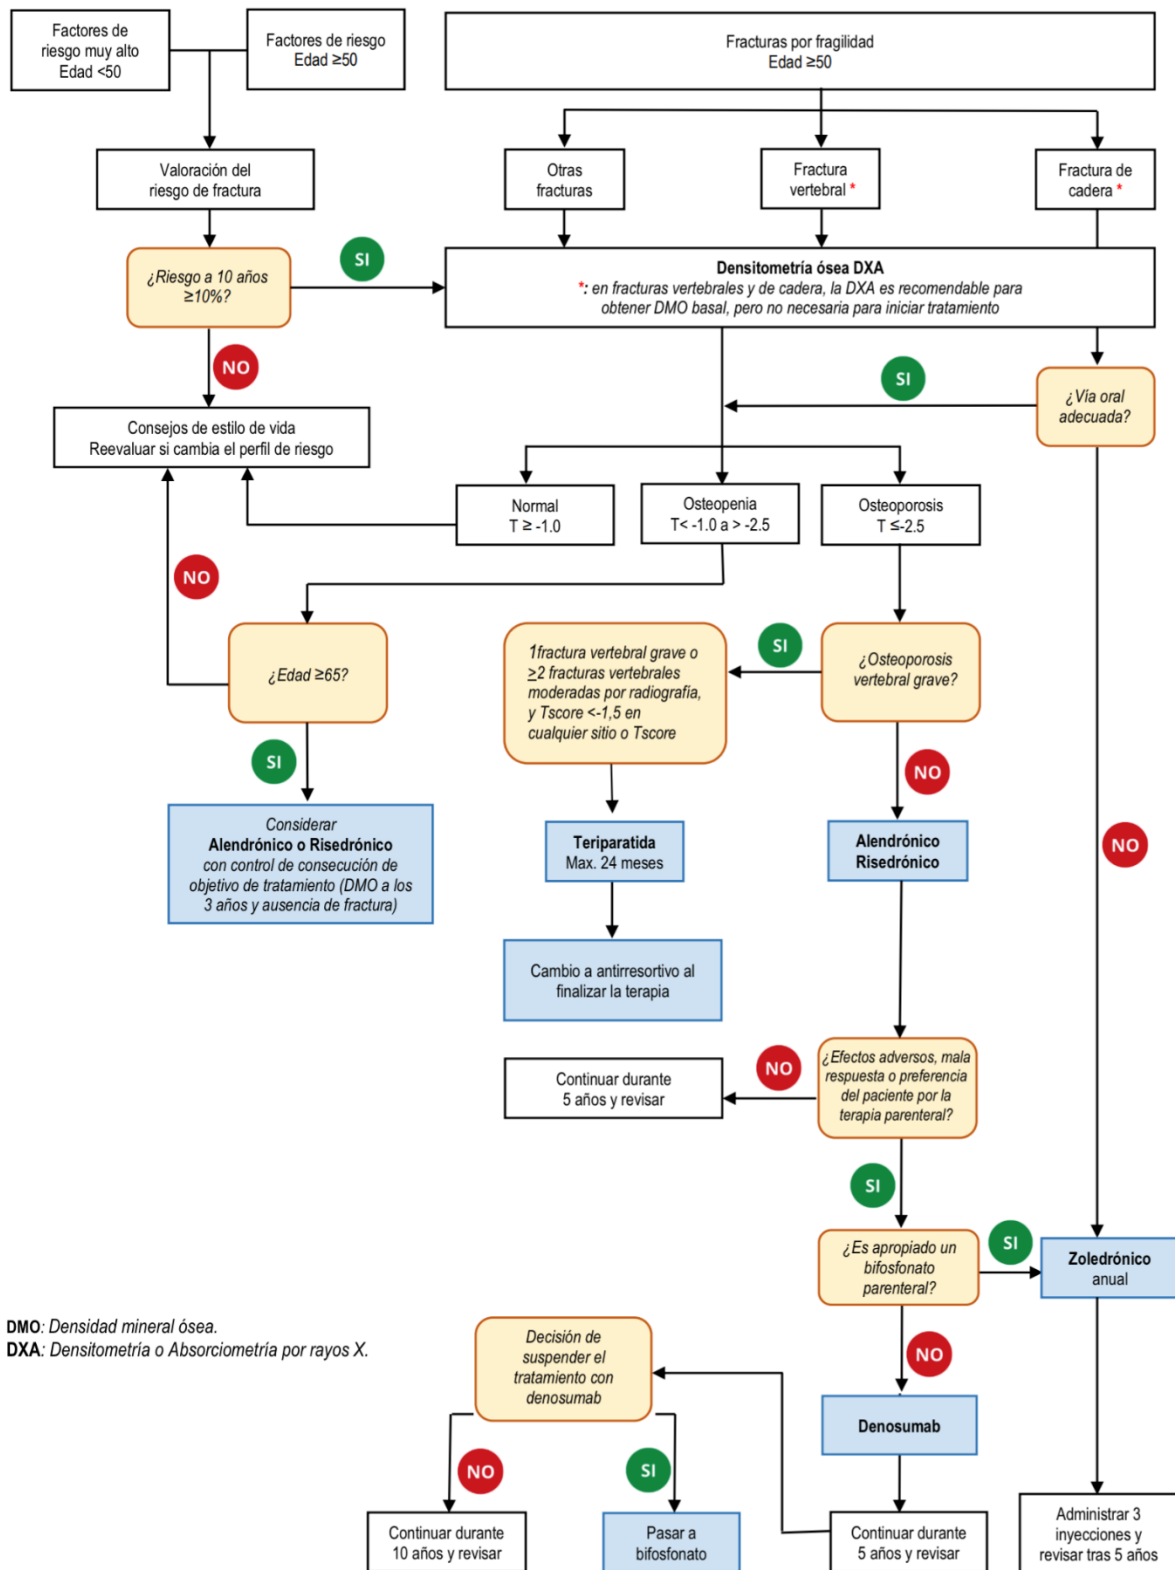 Factores de
riesgo muy alto
Edad <50
Factores de riesgo
Edad ≥50
Fracturas por fragilidad
Edad ≥50
Valoración del
riesgo de fractura
Otras
fracturas
Fractura
vertebral *
Fractura de
cadera *
¿Riesgo a 10 años
≥10%?
SI
Densitometría ósea DXA
*: en fracturas vertebrales y de cadera, la DXA es recomendable para
obtener DMO basal, pero no necesaria para iniciar tratamiento
NO
SI
¿Vía oral
adecuada?
Consejos de estilo de vida
Reevaluar si cambia el perfil de riesgo
Normal
T ≥ -1.0
Osteopenia
T< -1.0 a > -2.5
Osteoporosis
T ≤-2.5
NO
¿Edad ≥65?
1fractura vertebral grave o
≥2 fracturas vertebrales
moderadas por radiografía,
y Tscore <-1,5 en
cualquier sitio o Tscore
SI
¿Osteoporosis
vertebral grave?
SI
NO
NO
Considerar
Alendrónico o Risedrónico
con control de consecución de
objetivo de tratamiento (DMO a los
3 años y ausencia de fractura)
Teriparatida
Max. 24 meses
Alendrónico
Risedrónico
Cambio a antirresortivo al
finalizar la terapia
Continuar durante
5 años y revisar
NO
¿Efectos adversos, mala
respuesta o preferencia
del paciente por la
terapia parenteral?
SI
¿Es apropiado un
bifosfonato
parenteral?
SI
Zoledrónico
anual
DMO: Densidad mineral ósea.
DXA: Densitometría o Absorciometría por rayos X.
Decisión de
suspender el
tratamiento con
denosumab
NO
Denosumab
NO
SI
Continuar durante
10 años y revisar
Pasar a
bifosfonato
Continuar durante
5 años y revisar
Administrar 3
inyecciones y
revisar tras 5 años